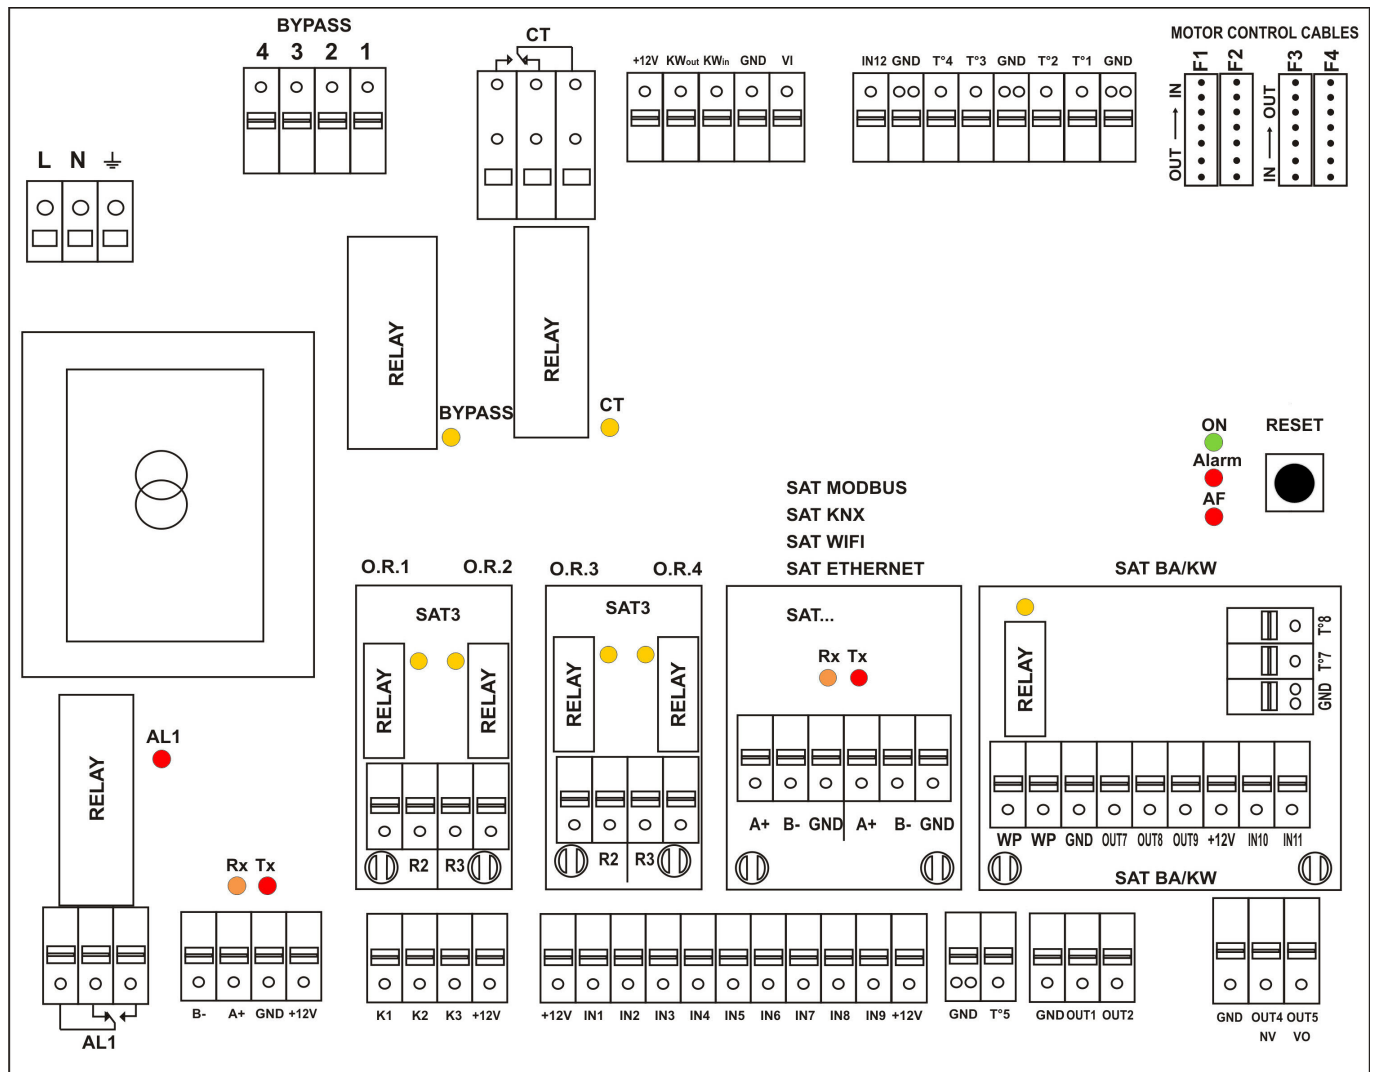 BYPASS
4 3 2 1
CT
+12V KWout KWin GND VI
IN12 GND T°4 T°3 GND T°2 T°1 GND
MOTOR CONTROL CABLES
F1 F2 F3 F4
OUT → IN
IN → OUT
L N
RELAY
RELAY
BYPASS
CT
ON
Alarm
AF
RESET
SAT MODBUS
SAT KNX
SAT WIFI
SAT ETHERNET
O.R.1 O.R.2
SAT3
RELAY RELAY
R2 R3
O.R.3 O.R.4
SAT3
RELAY RELAY
R2 R3
SAT...
Rx Tx
A+ B- GND A+ B- GND
SAT BA/KW
RELAY
T°8
T°7
GND
WP WP GND OUT7 OUT8 OUT9 +12V IN10 IN11
SAT BA/KW
RELAY
AL1
AL1
Rx Tx
B- A+ GND +12V
K1 K2 K3 +12V
+12V IN1 IN2 IN3 IN4 IN5 IN6 IN7 IN8 IN9 +12V
GND T°5
GND OUT1 OUT2
GND OUT4 OUT5
NV VO